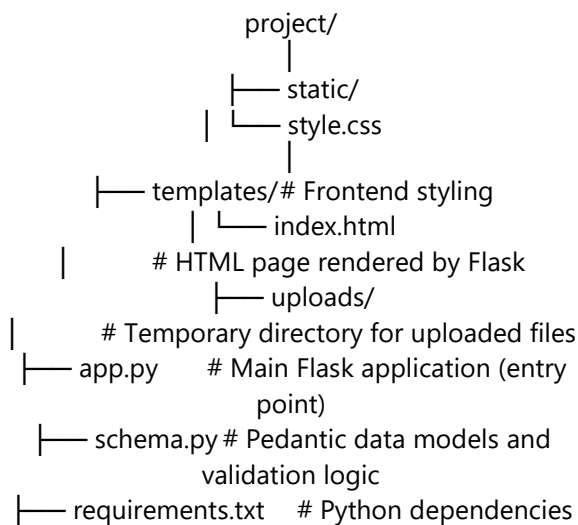 project/
│
├── static/
│ └── style.css
│
├── templates/# Frontend styling
│ └── index.html
│ # HTML page rendered by Flask
├── uploads/
│ # Temporary directory for uploaded files
├── app.py # Main Flask application (entry
point)
├── schema.py # Pedantic data models and
validation logic
├── requirements.txt # Python dependencies